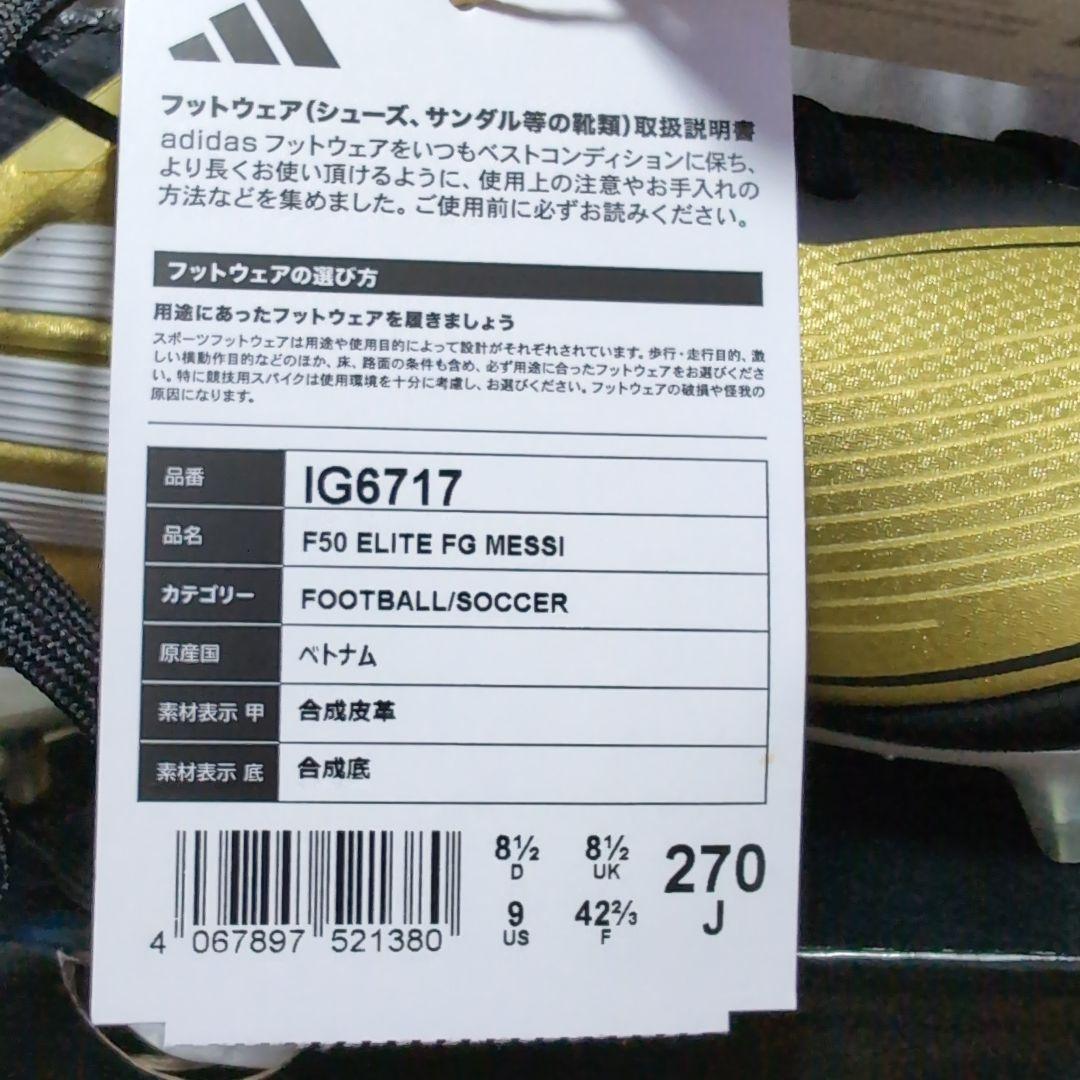 フットウェア(シューズ、サンダル等の靴類)取扱説明書
adidas フットウェアをいつもベストコンディションに保ち、
より長くお使い頂けるように、使用上の注意やお手入れの
方法などを集めました。ご使用前に必ずお読みください。
フットウェアの選び方
用途にあったフットウェアを履きましょう
スポーツフットウェアは用途や使用目的によって設計がそれぞれされています。歩行・走行目的、激
しい横動作目的などのほか、床、路面の条件も含め、必ず用途に合ったフットウェアをお選びくださ
い。特に競技用スパイクは使用環境を十分に考慮し、お選びください。フットウェアの破損や怪我の
原因になります。
品番 IG6717
品名 F50 ELITE FG MESSI
カテゴリー FOOTBALL/SOCCER
原産国 ベトナム
素材表示 甲 合成皮革
素材表示 底 合成底
8½ 8½ 270
D UK
9 42⅔ J
US F
4 067897 521380